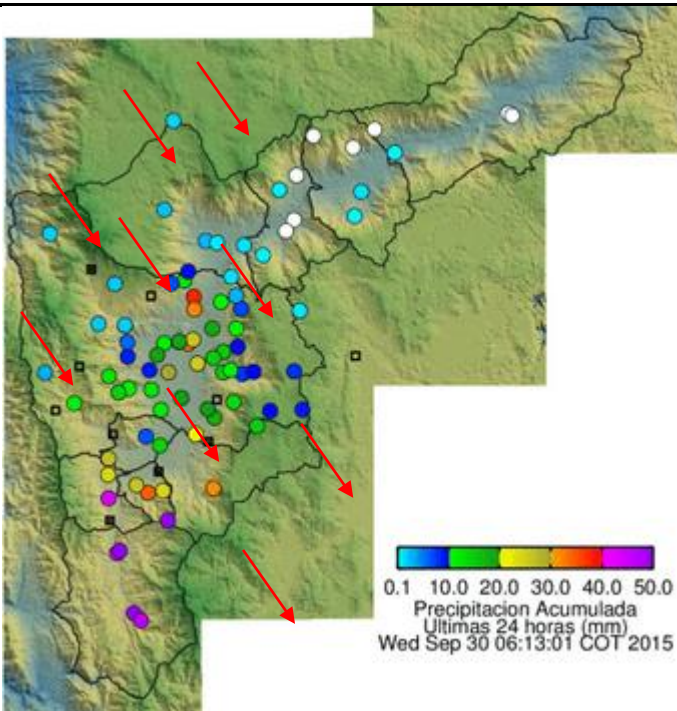 0.1 10.0 20.0 30.0 40.0 50.0
Precipitacion Acumulada
Ultimas 24 horas (mm)
Wed Sep 30 06:13:01 COT 2015